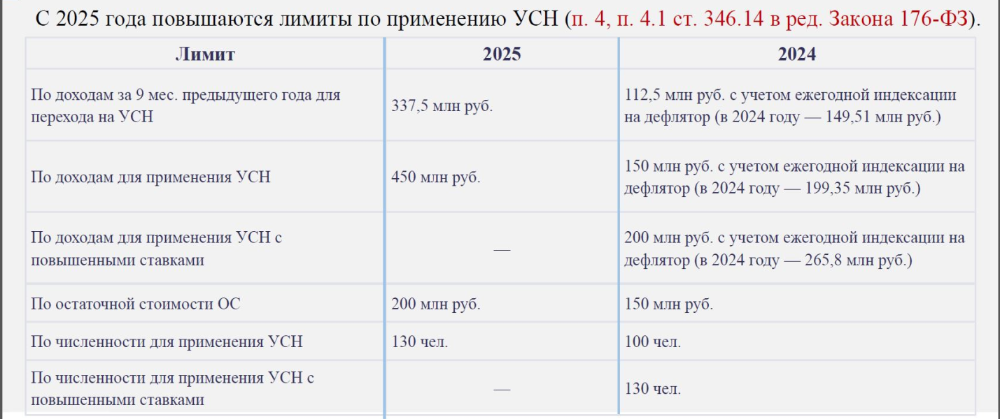 С 2025 года повышаются лимиты по применению УСН (п. 4, п. 4.1 ст. 346.14 в ред. Закона 176-ФЗ).
Лимит
2025
2024
По доходам за 9 мес. предыдущего года для
перехода на УСН
337,5 млн руб.
112,5 млн руб. с учетом ежегодной индексации
на дефлятор (в 2024 году — 149,51 млн руб.)
По доходам для применения УСН
450 млн руб.
150 млн руб. с учетом ежегодной индексации на
дефлятор (в 2024 году — 199,35 млн руб.)
По доходам для применения УСН с
повышенными ставками
—
200 млн руб. с учетом ежегодной индексации на
дефлятор (в 2024 году — 265,8 млн руб.)
По остаточной стоимости ОС
200 млн руб.
150 млн руб.
По численности для применения УСН
130 чел.
100 чел.
По численности для применения УСН с
повышенными ставками
—
130 чел.